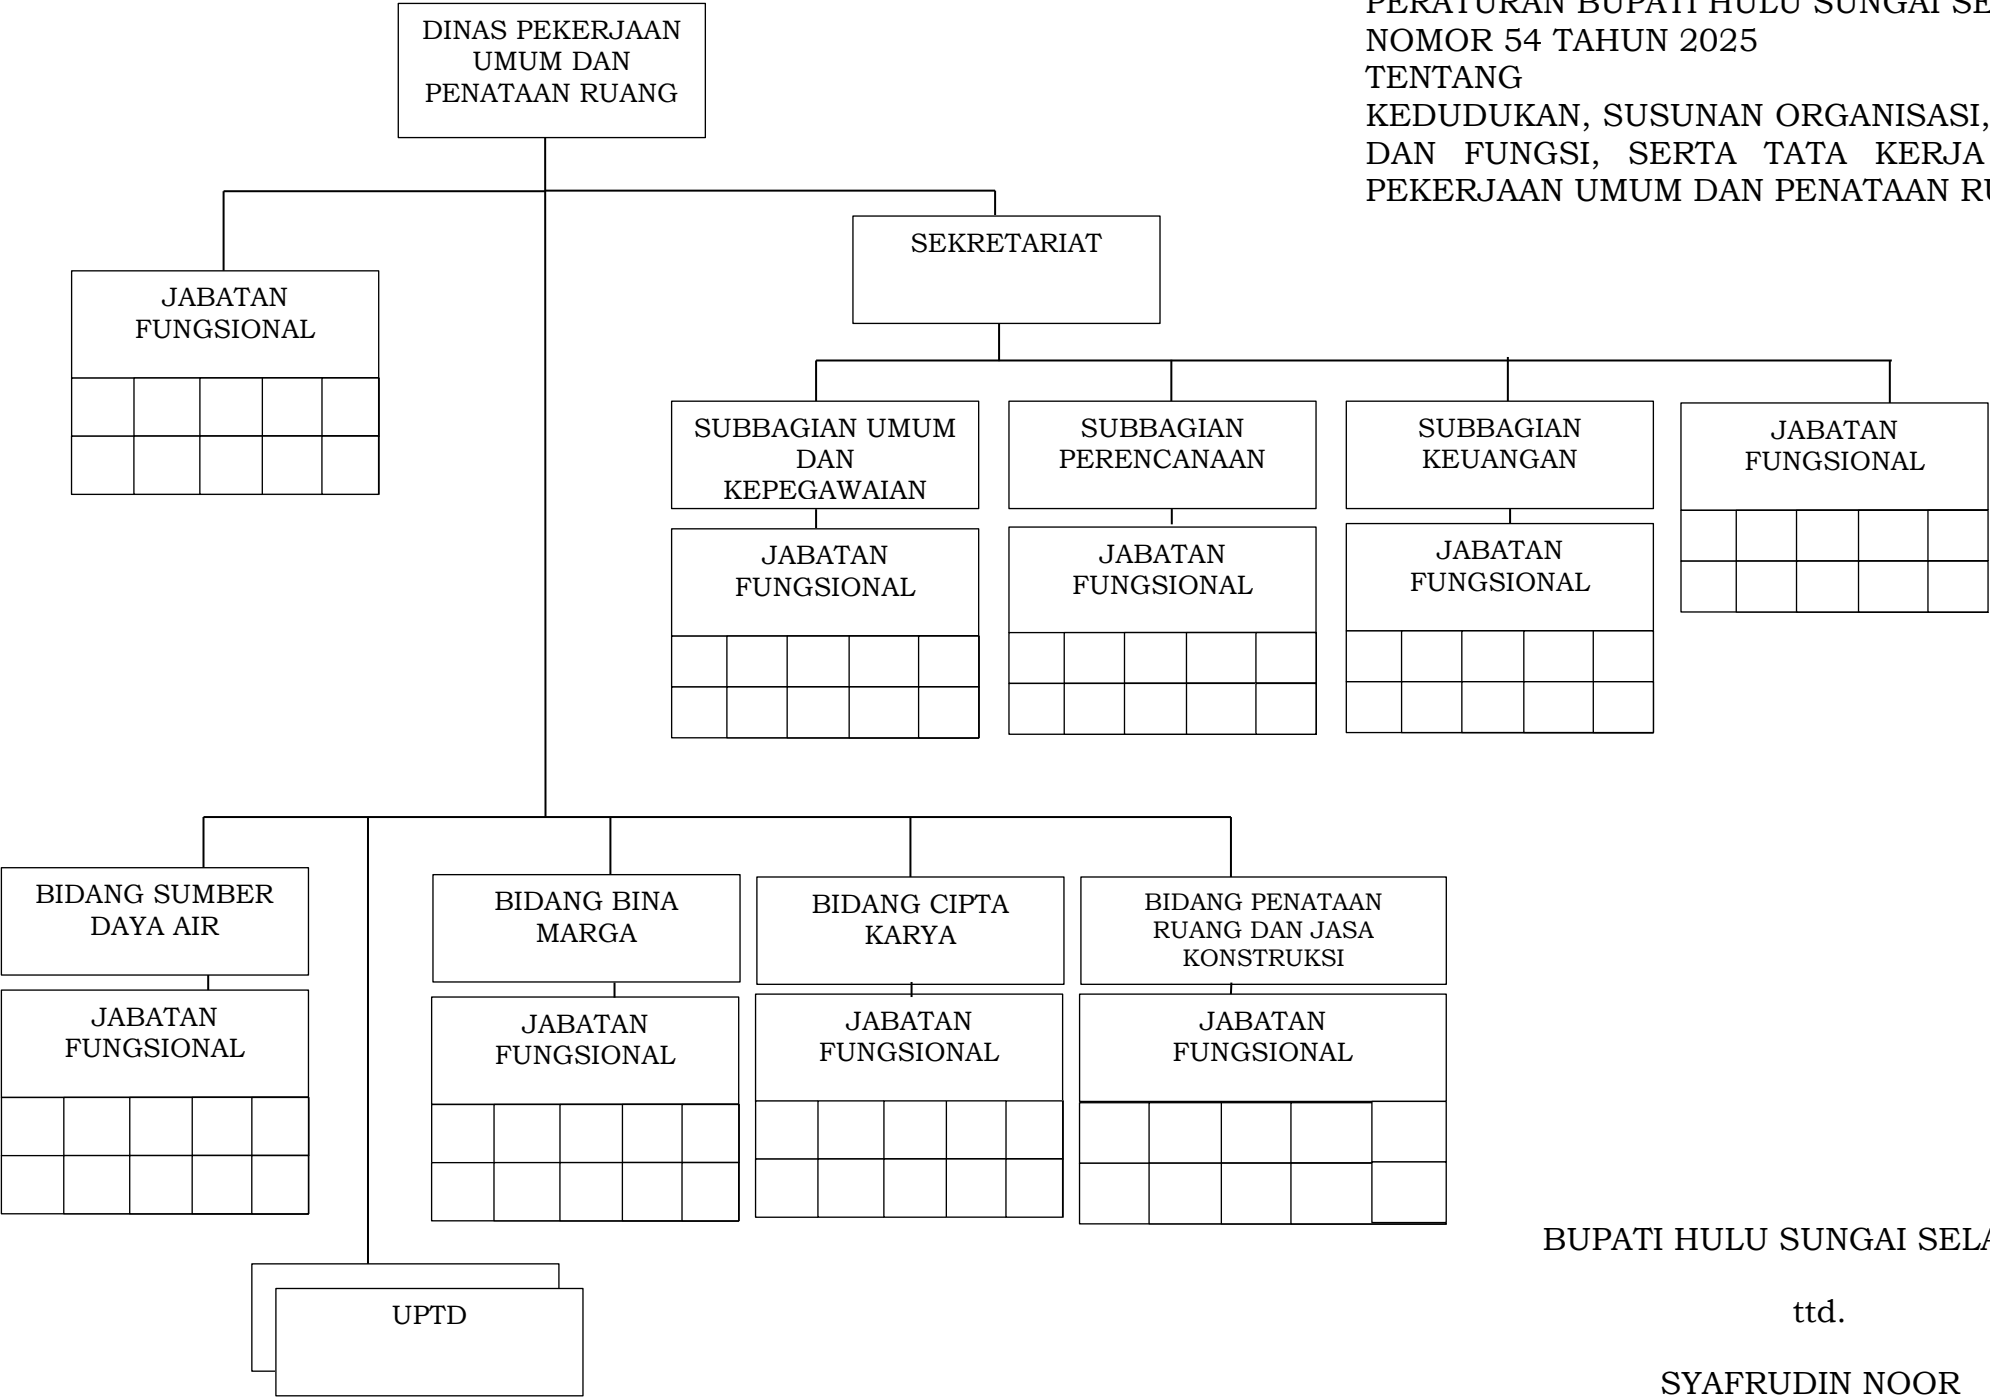 DINAS PEKERJAAN
UMUM DAN
PENATAAN RUANG
PERATURAN BUPATI HULU SUNGAI
NOMOR 54 TAHUN 2025
TENTANG
KEDUDUKAN, SUSUNAN ORGANISASI,
DAN FUNGSI, SERTA TATA KERJA
PEKERJAAN UMUM DAN PENATAAN
SEKRETARIAT
JABATAN
FUNGSIONAL
SUBBAGIAN UMUM
DAN
KEPEGAWAIAN
SUBBAGIAN
PERENCANAAN
SUBBAGIAN
KEUANGAN
JABATAN
FUNGSIONAL
JABATAN
FUNGSIONAL
JABATAN
FUNGSIONAL
JABATAN
FUNGSIONAL
BIDANG SUMBER
DAYA AIR
BIDANG BINA
MARGA
BIDANG CIPTA
KARYA
BIDANG PENATAAN
RUANG DAN JASA
KONSTRUKSI
JABATAN
FUNGSIONAL
JABATAN
FUNGSIONAL
JABATAN
FUNGSIONAL
JABATAN
FUNGSIONAL
UPTD
BUPATI HULU SUNGAI
ttd.
SYAFRUDIN NOOR